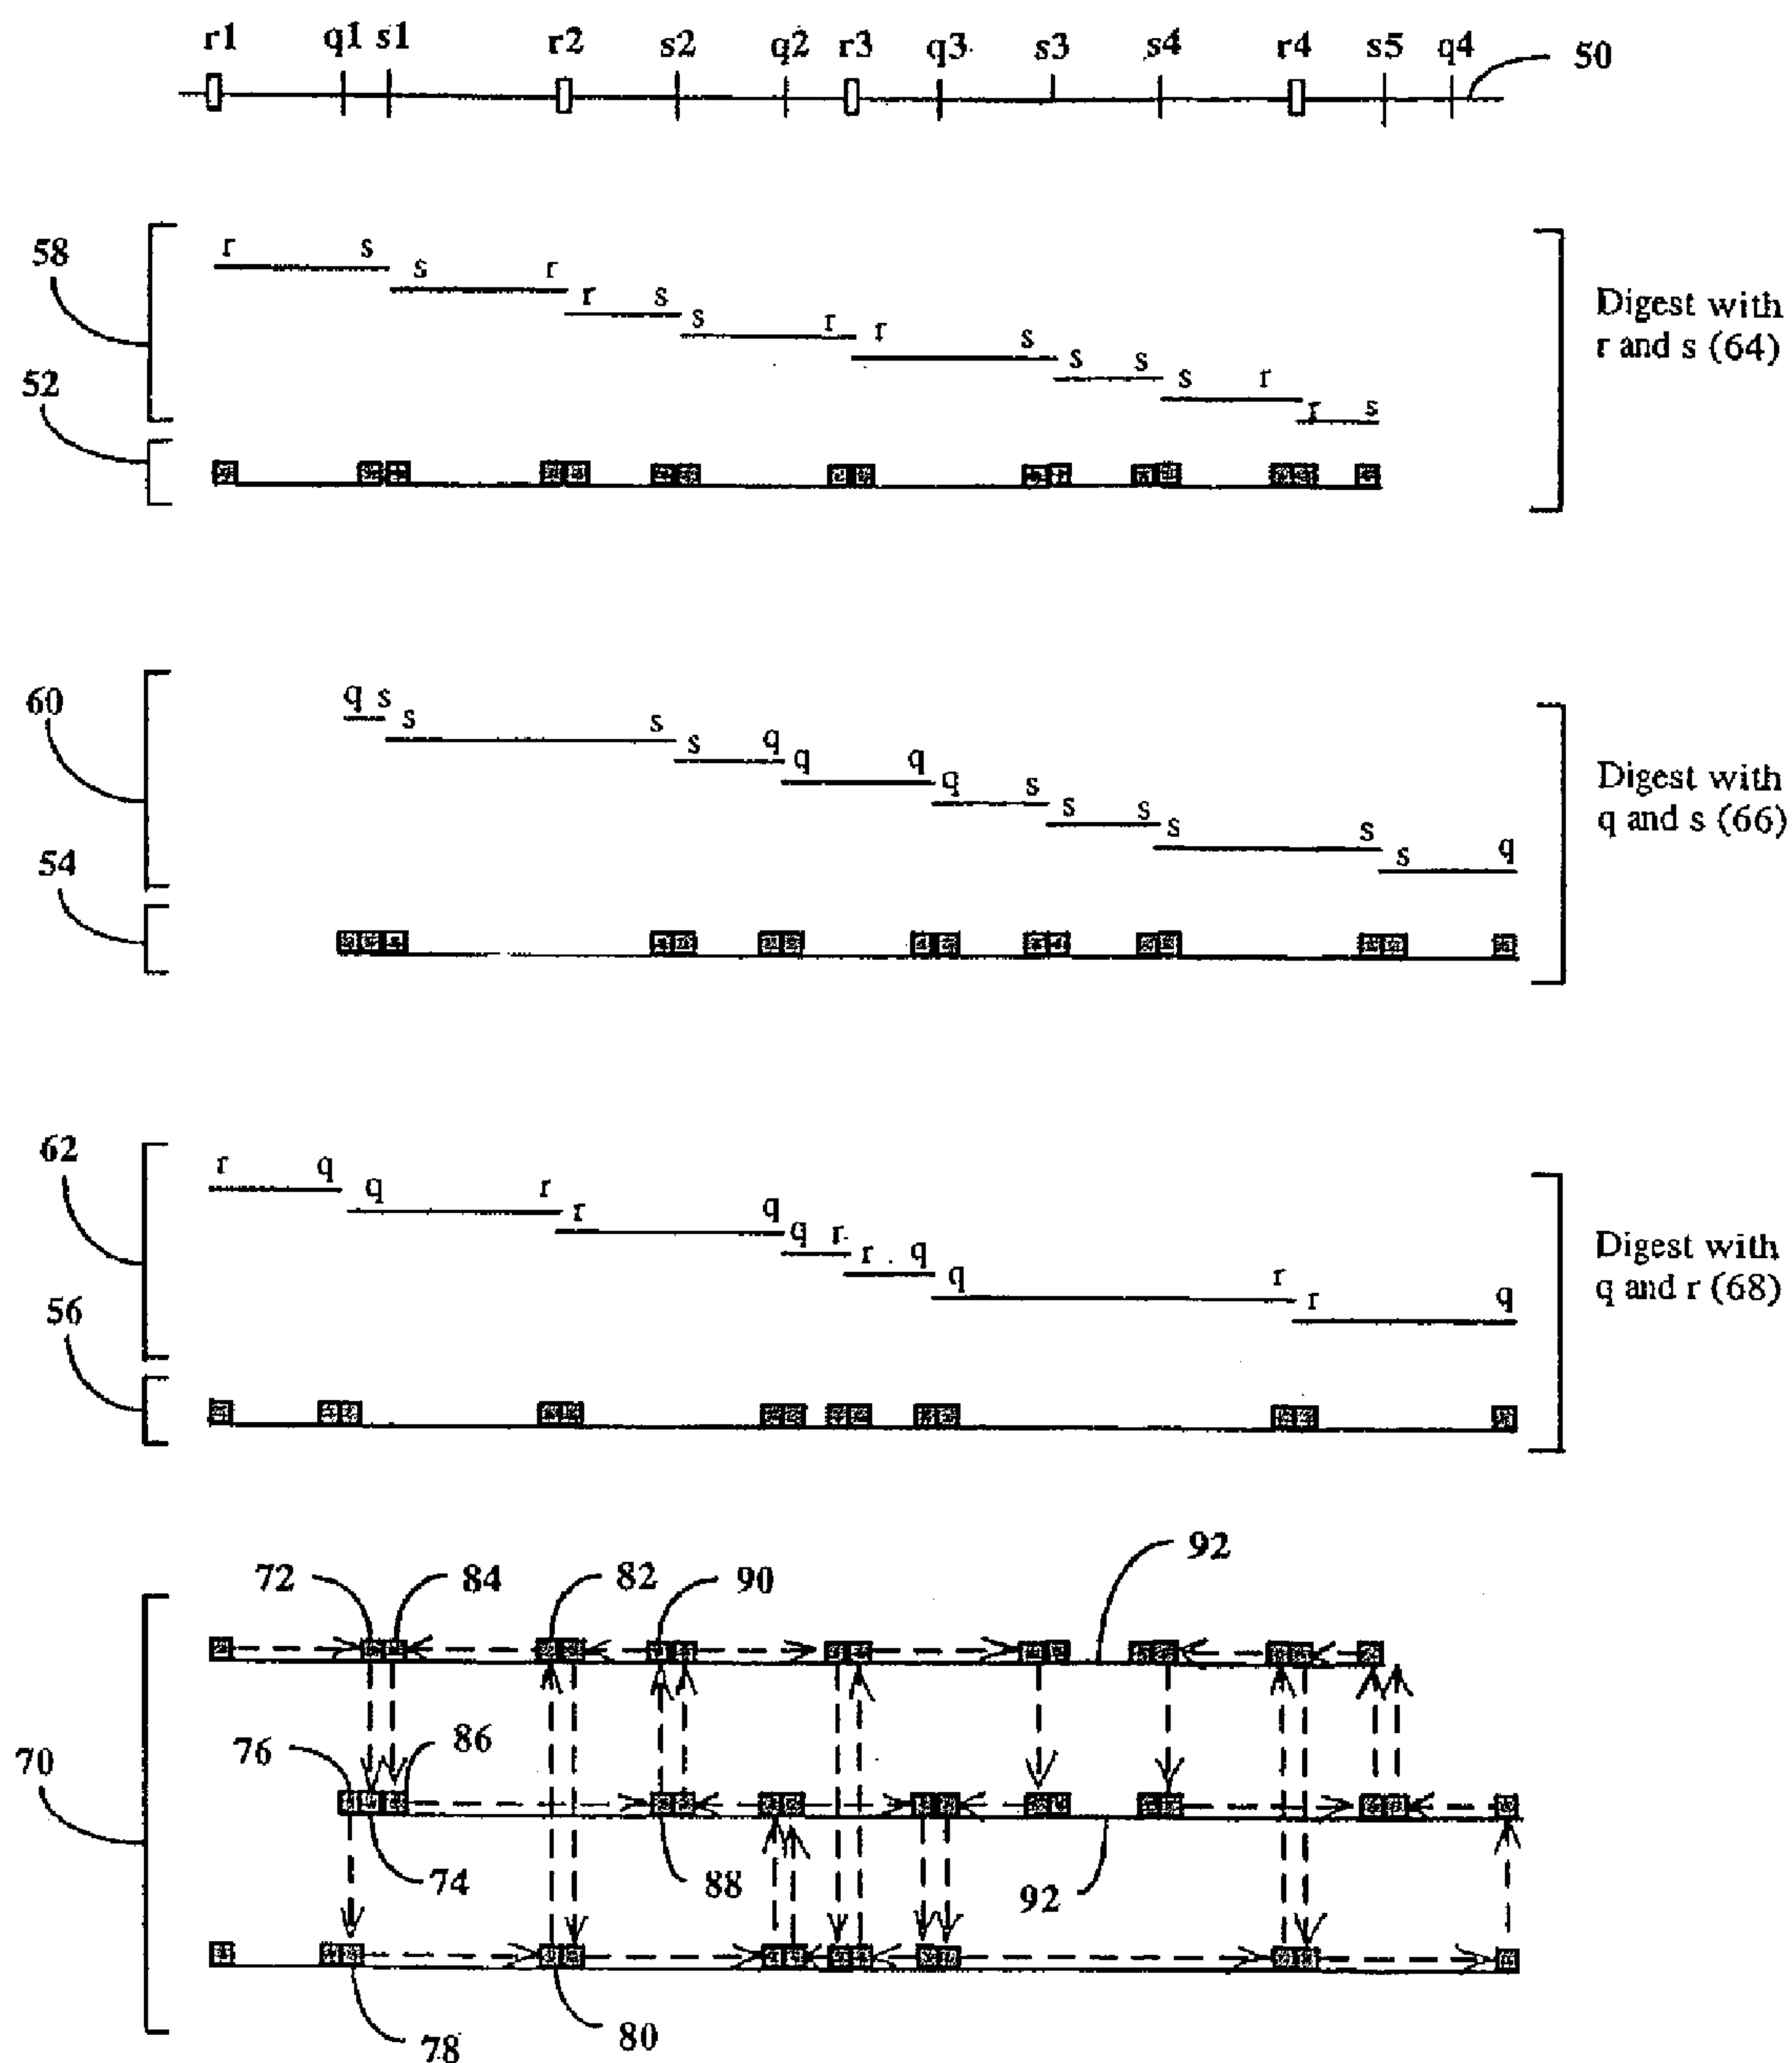 r1 q1 s1 r2 s2 q2 r3 q3 s3 s4 r4 s5 q4
50
58
r s
s r
r s
s r
r s
s s
s r
r s
Digest with
r and s (64)
52
60
q s
s s
s q
q q
q s
s s
s s
s q
Digest with
q and s (66)
54
62
r q
q r
r q
q r
r q
q r
r q
Digest with
q and r (68)
56
72 84 82 90 92
70
76 86
74 88 92
78 80